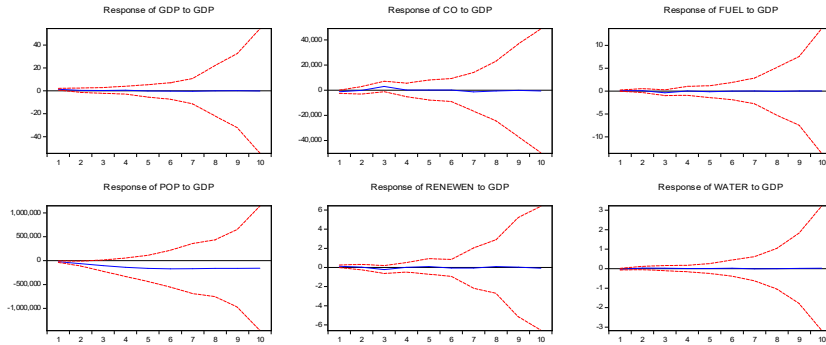 Response of GDP to GDP
40
20
0
-20
-40
1 2 3 4 5 6 7 8 9 10
Response of CO to GDP
40,000
20,000
0
-20,000
-40,000
1 2 3 4 5 6 7 8 9 10
Response of FUEL to GDP
10
5
0
-5
-10
1 2 3 4 5 6 7 8 9 10
Response of POP to GDP
1,000,000
500,000
0
-500,000
-1,000,000
1 2 3 4 5 6 7 8 9 10
Response of RENEWEN to GDP
6
4
2
0
-2
-4
-6
1 2 3 4 5 6 7 8 9 10
Response of WATER to GDP
3
2
1
0
-1
-2
-3
1 2 3 4 5 6 7 8 9 10